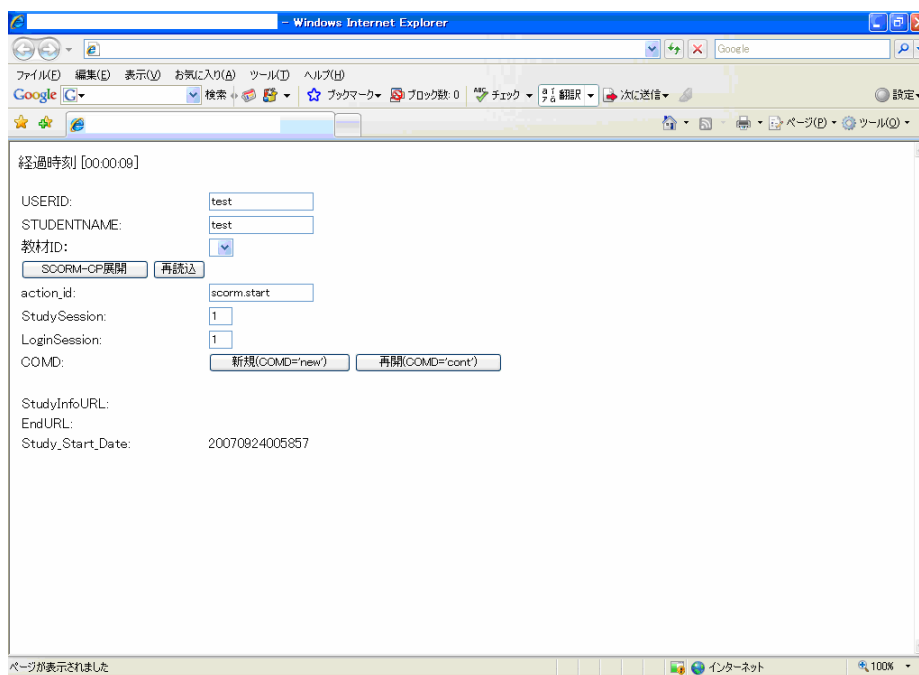 - Windows Internet Explorer
Google
ファイル(F) 編集(E) 表示(V) お気に入り(A) ツール(T) ヘルプ(H)
Google G 検索 ブックマーク ブロック数: 0 ABC チェック 翻訳 次に送信 設定
ページ(P) ツール(O)
経過時刻 [00:00:09]
USERID: test
STUDENTNAME: test
教材ID:
SCORM-CP展開 再読込
action_id: scorm.start
StudySession: 1
LoginSession: 1
COMD: 新規(COMD='new') 再開(COMD='cont')
StudyInfoURL:
EndURL:
Study_Start_Date: 20070924005857
ページが表示されました インターネット 100%